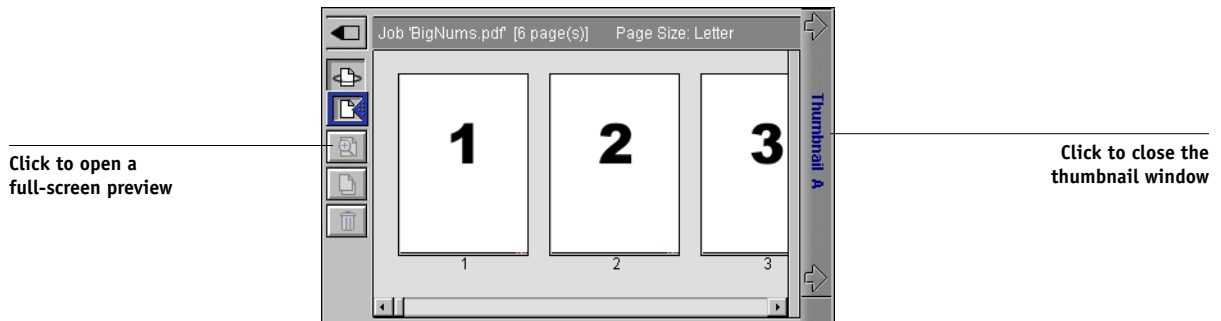 Job 'BigNums.pdf' [6 page(s)] Page Size: Letter
Thumbnail A
1 2 3
1 2 3
Click to open a
full-screen preview
Click to close the
thumbnail window